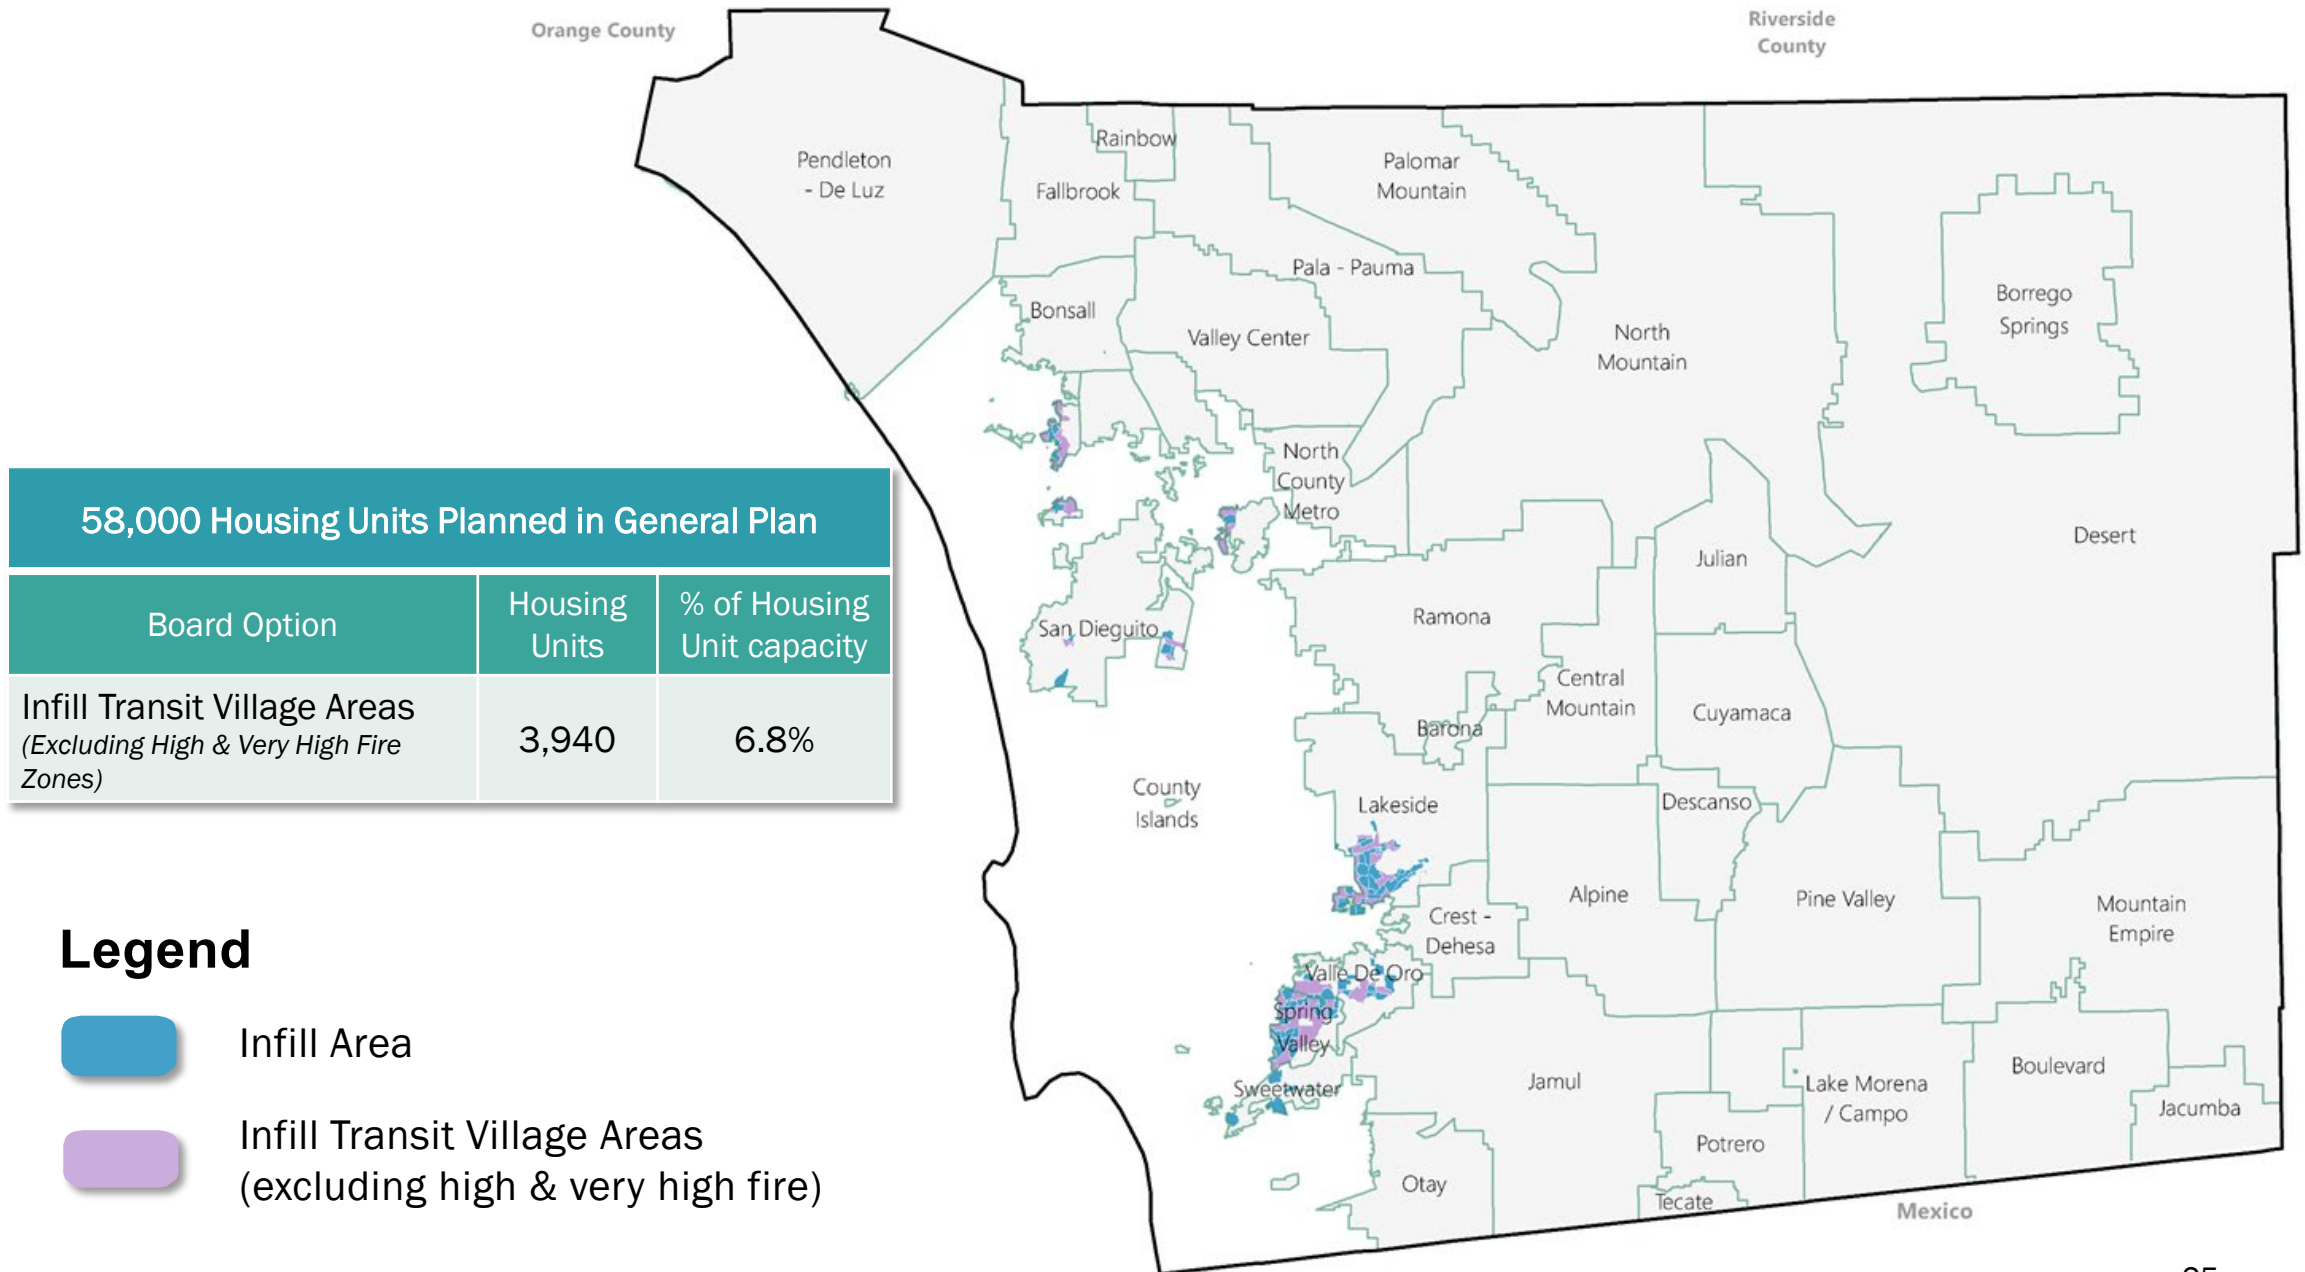 Orange County
Riverside
County
Rainbow
Pendleton
- De Luz
Palomar
Mountain
Fallbrook
Pala - Pauma
Bonsall
Valley Center
North
Mountain
Borrego
Springs
North
County
Metro
Desert
58,000 Housing Units Planned in General Plan
Board Option
Housing
Units
% of Housing
Unit capacity
Infill Transit Village Areas
(Excluding High & Very High Fire
Zones)
3,940
6.8%
Julian
Ramona
San Dieguito
Central
Mountain
Cuyamaca
Barona
County
Islands
Lakeside
Descanso
Alpine
Pine Valley
Mountain
Empire
Crest -
Dehesa
Valle De Oro
Spring
Valley
Sweetwater
Jamul
Lake Morena
/ Campo
Boulevard
Jacumba
Potrero
Otay
Tecate
Mexico
Legend
Infill Area
Infill Transit Village Areas
(excluding high & very high fire)